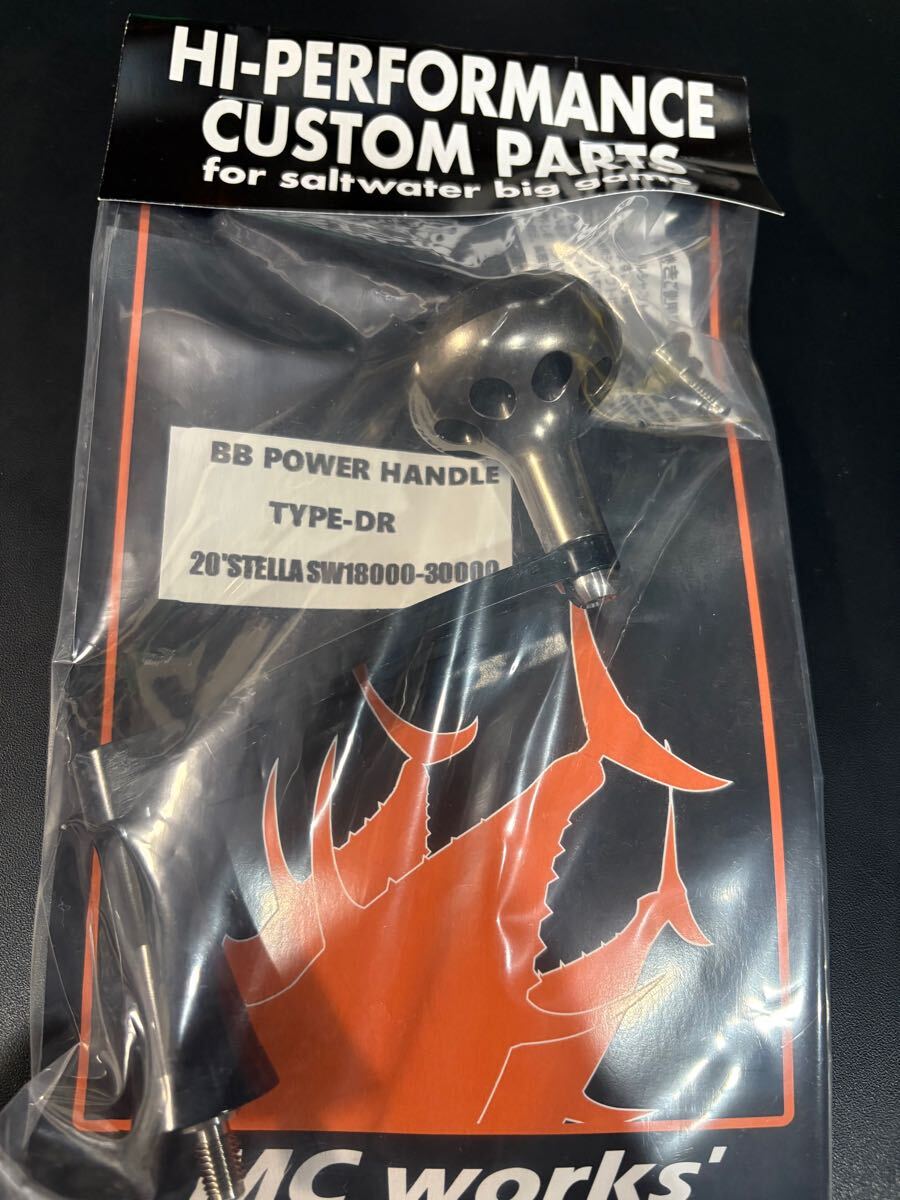 HI-PERFORMANCE
CUSTOM PARTS
for saltwater big game
BB POWER HANDLE
TYPE-DR
20'STELLA SW18000-30000
MC works'